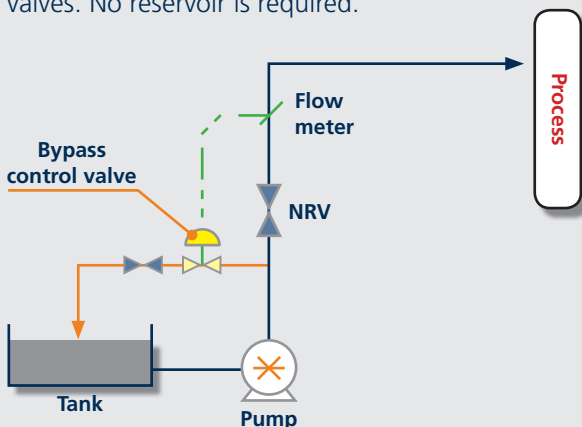 valves. No reservoir is required.
Flow
meter
Process
Bypass
control valve
NRV
Tank
Pump